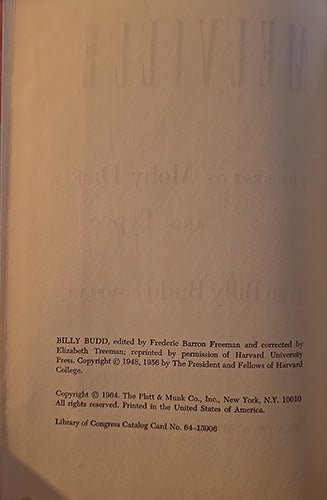 BILLY BUDD, edited by Frederic Barron Freeman and corrected by
Elizabeth Treeman; reprinted by permission of Harvard University
Press. Copyright © 1948, 1956 by The President and Fellows of Harvard
College.
Copyright © 1964. The Platt & Munk Co., Inc., New York, N.Y. 10010
All rights reserved. Printed in the United States of America.
Library of Congress Catalog Card No. 64-15906